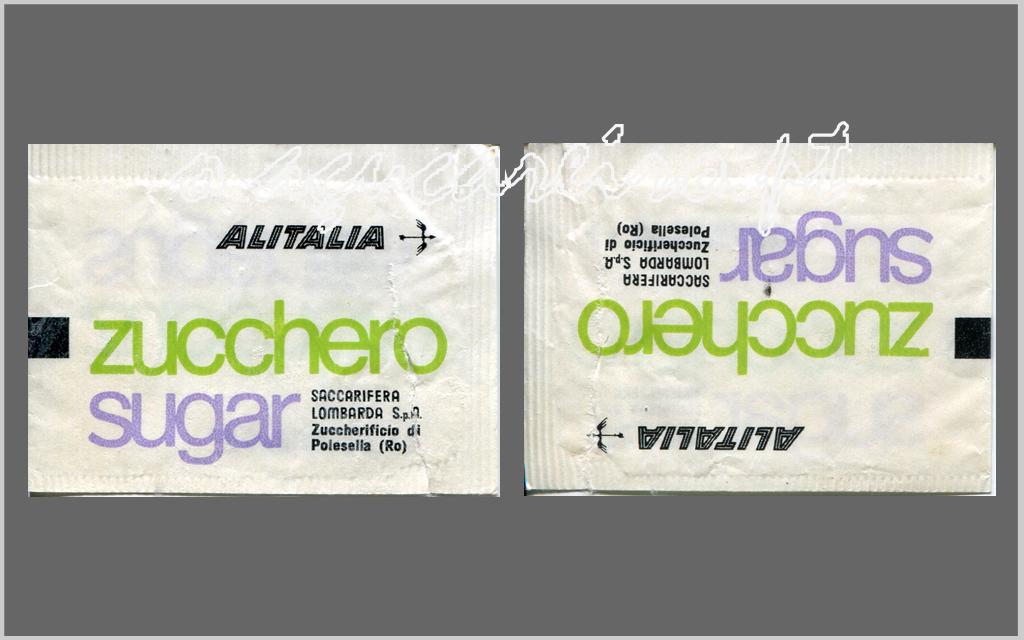 ALITALIA
zucchero
sugar
SACCARIFERA
LOMBARDA S.p.A.
Zuccherificio di
Polesella (Ro)
SACCARIFERA
LOMBARDA S.p.A.
Zuccherificio di
Polesella (Ro)
sugar
zucchero
ALITALIA